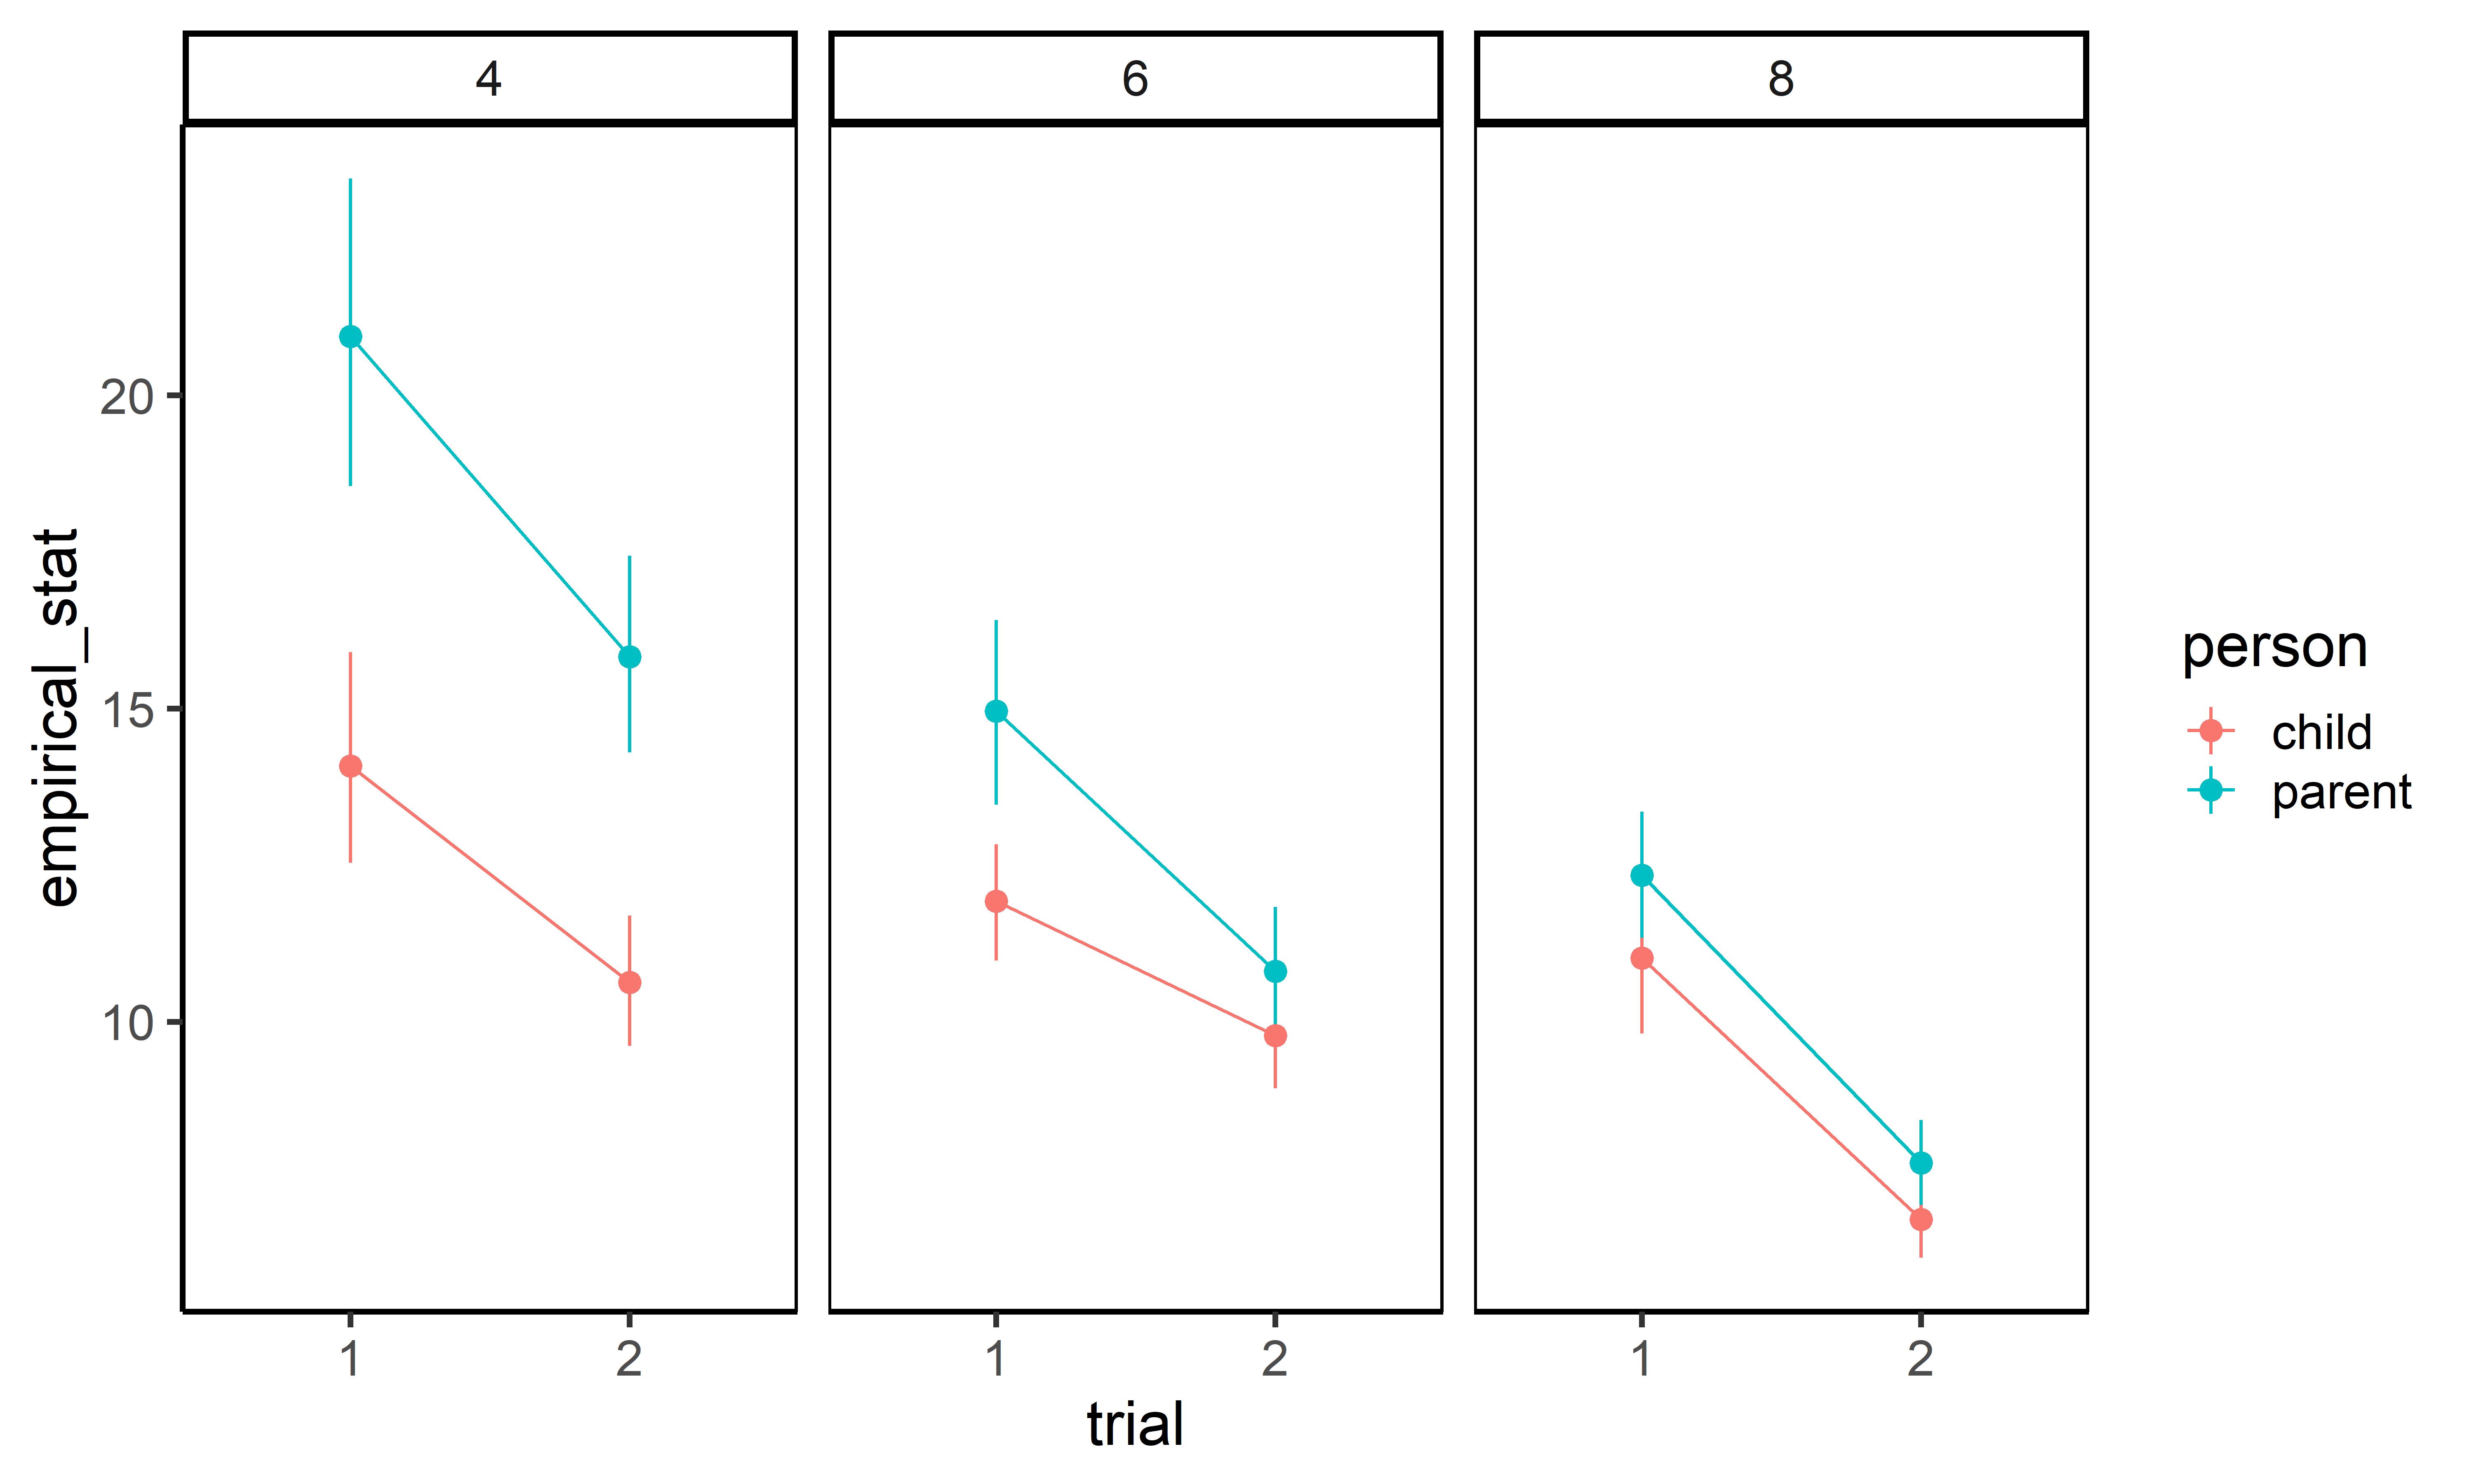 4 6 8
empirical_stat
20
15
10
1 2 1 2 1 2
trial
person
child
parent